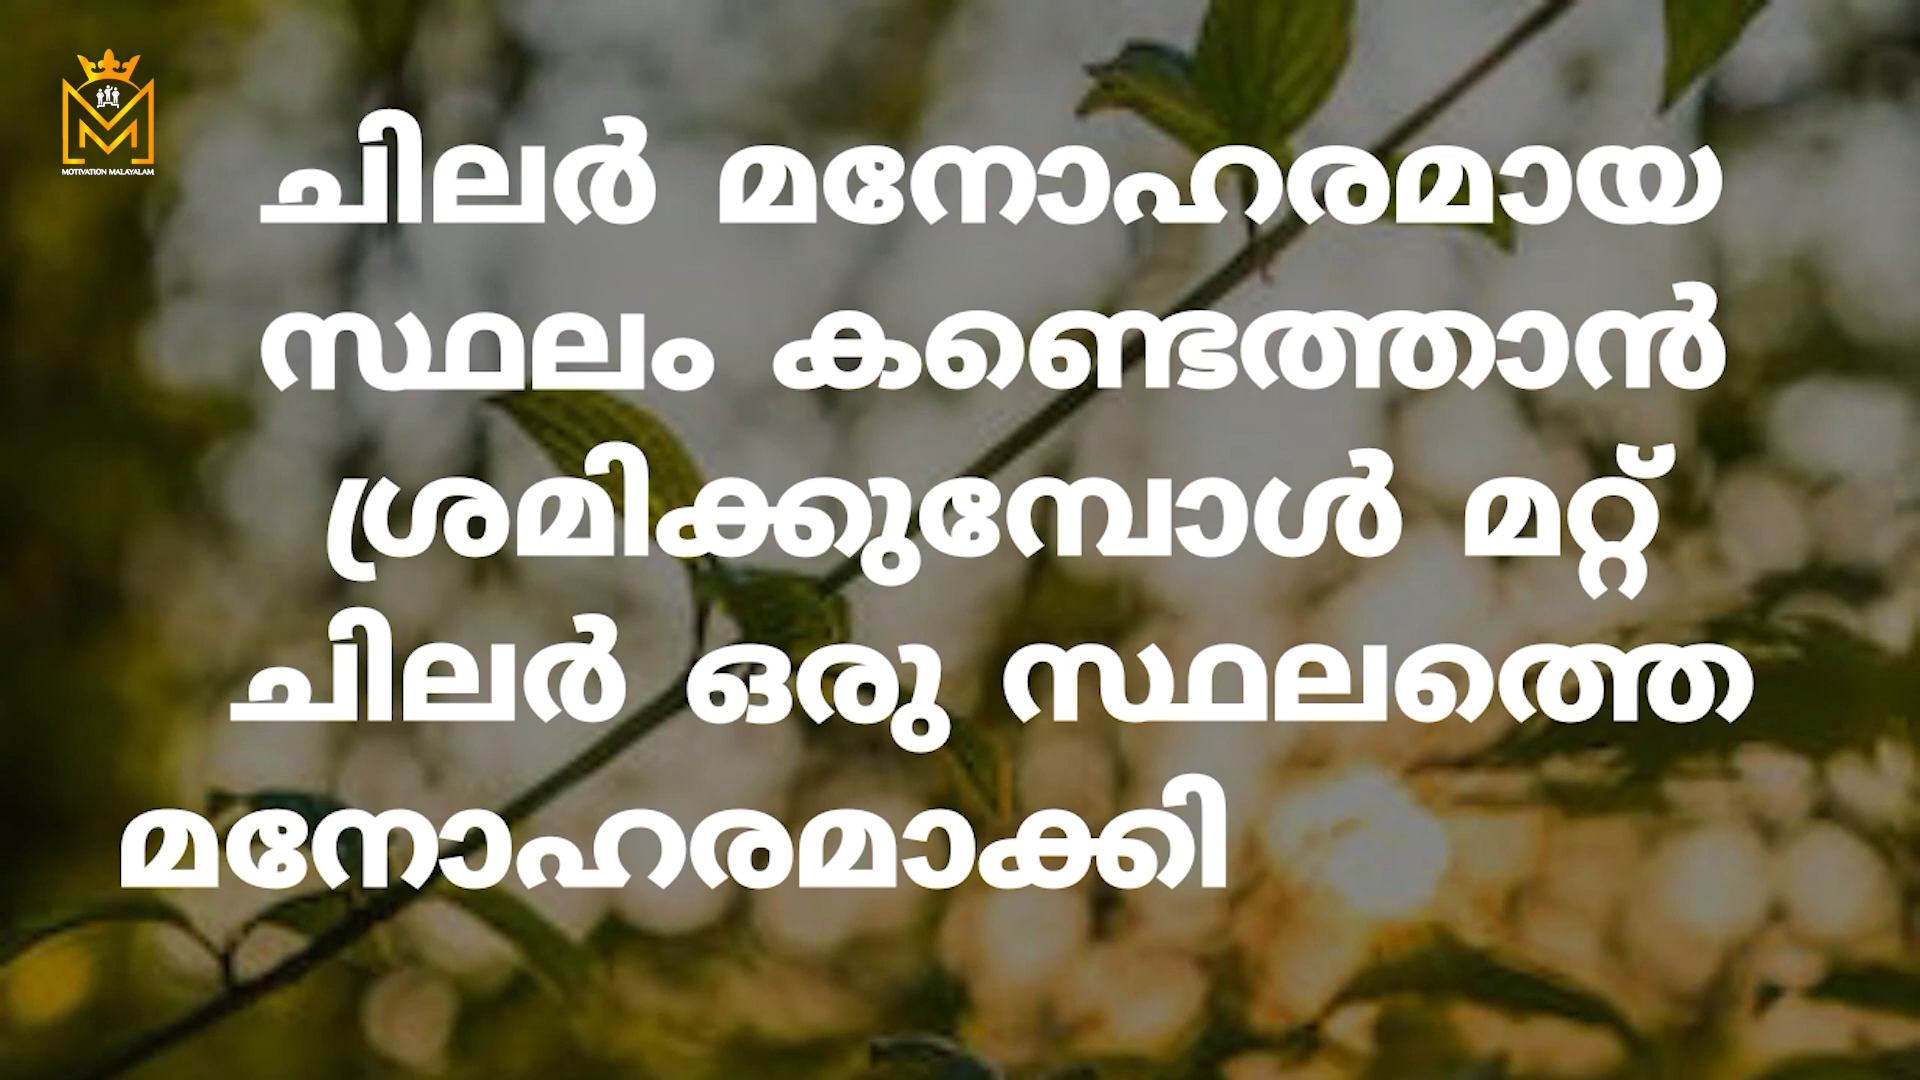 MOTIVATION MALAYALAM
ചിലർ മനോഹരമായ
സ്ഥലം കണ്ടെത്താൻ
ശ്രമിക്കുമ്പോൾ മറ്റ്
ചിലർ ഒരു സ്ഥലത്തെ
മനോഹരമാക്കി